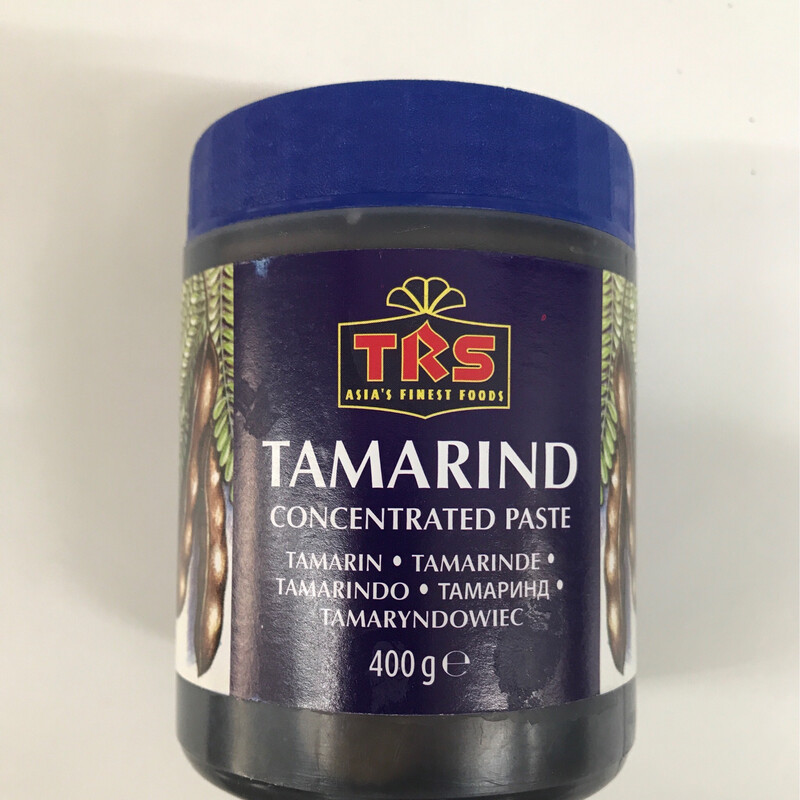 TRS
ASIA'S FINEST FOODS
TAMARIND
CONCENTRATED PASTE
TAMARIN • TAMARINDE •
TAMARINDO • ТАМАРИНД •
TAMARYNDOWIEC
400 g ℮